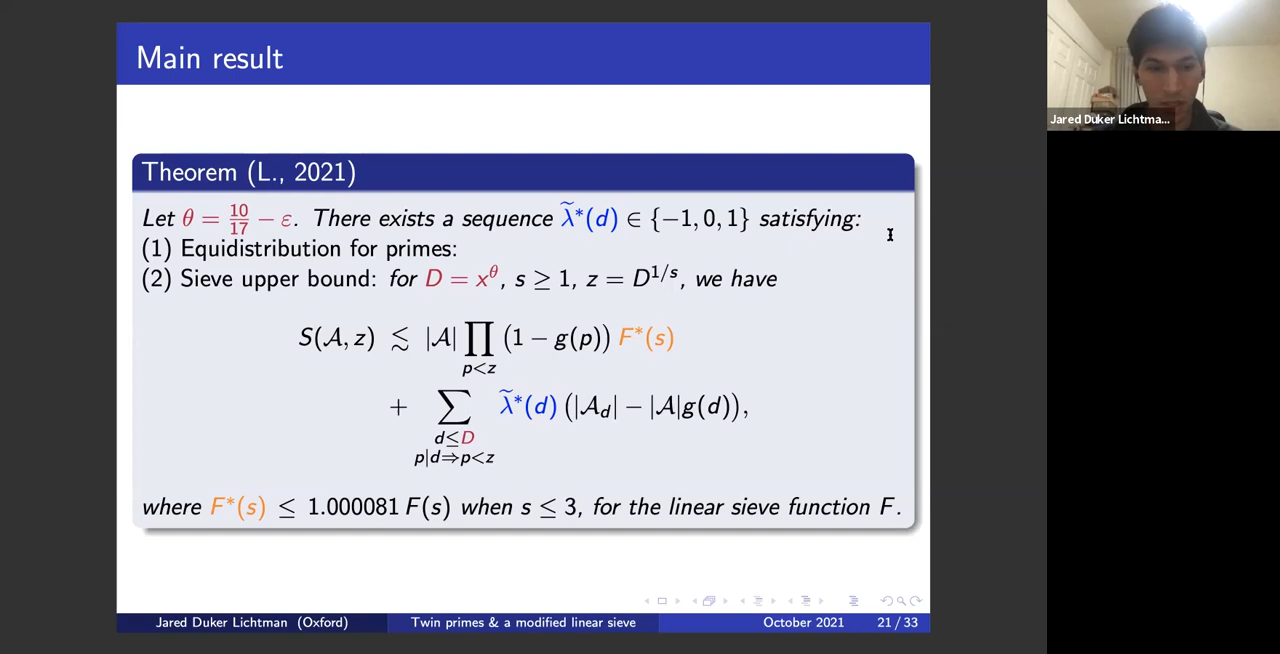 Main result
Theorem (L., 2021)
Let θ = 10/17 − ε. There exists a sequence λ̃*(d) ∈ {−1, 0, 1} satisfying:
(1) Equidistribution for primes:
(2) Sieve upper bound: for D = x^θ, s ≥ 1, z = D^{1/s}, we have
S(𝒜, z) ≲ |𝒜| ∏_{p<z} (1 − g(p)) F*(s)
+ ∑_{d≤D, p|d⇒p<z} λ̃*(d) (|𝒜_d| − |𝒜|g(d)),
where F*(s) ≤ 1.000081 F(s) when s ≤ 3, for the linear sieve function F.
Jared Duker Lichtman (Oxford) Twin primes & a modified linear sieve October 2021 21 / 33
Jared Duker Lichtma...